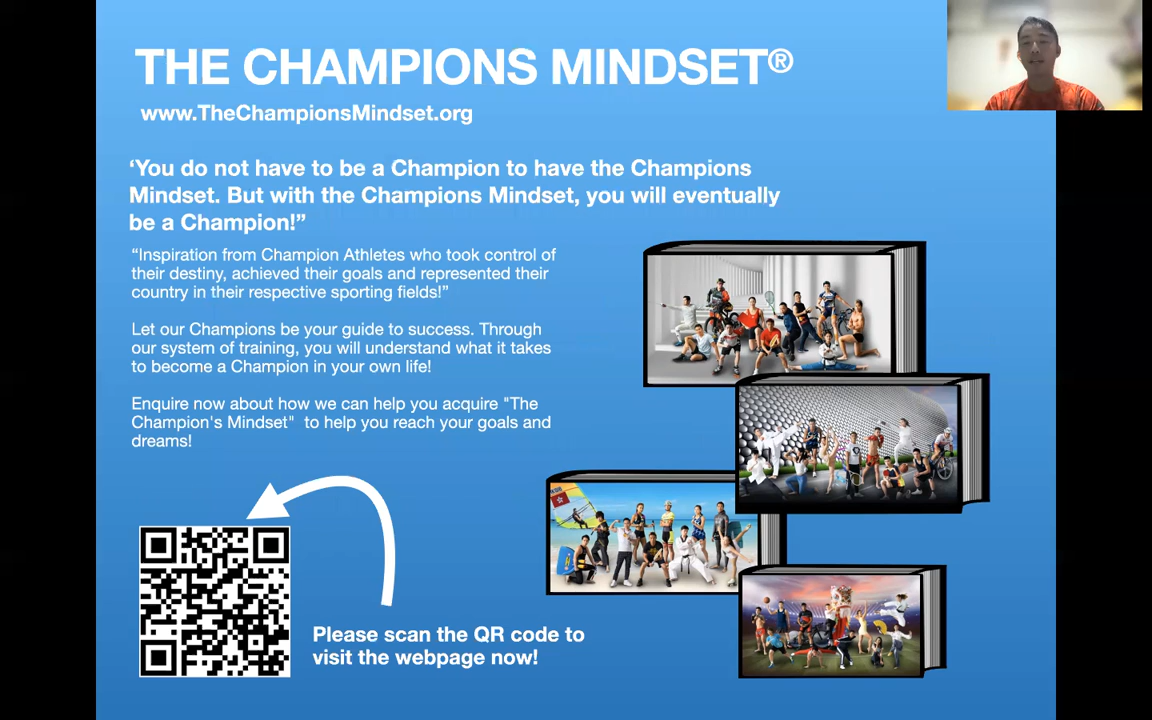 THE CHAMPIONS MINDSET®
www.TheChampionsMindset.org
‘You do not have to be a Champion to have the Champions
Mindset. But with the Champions Mindset, you will eventually
be a Champion!”
“Inspiration from Champion Athletes who took control of
their destiny, achieved their goals and represented their
country in their respective sporting fields!”
Let our Champions be your guide to success. Through
our system of training, you will understand what it takes
to become a Champion in your own life!
Enquire now about how we can help you acquire "The
Champion's Mindset"  to help you reach your goals and
dreams!
Please scan the QR code to
visit the webpage now!